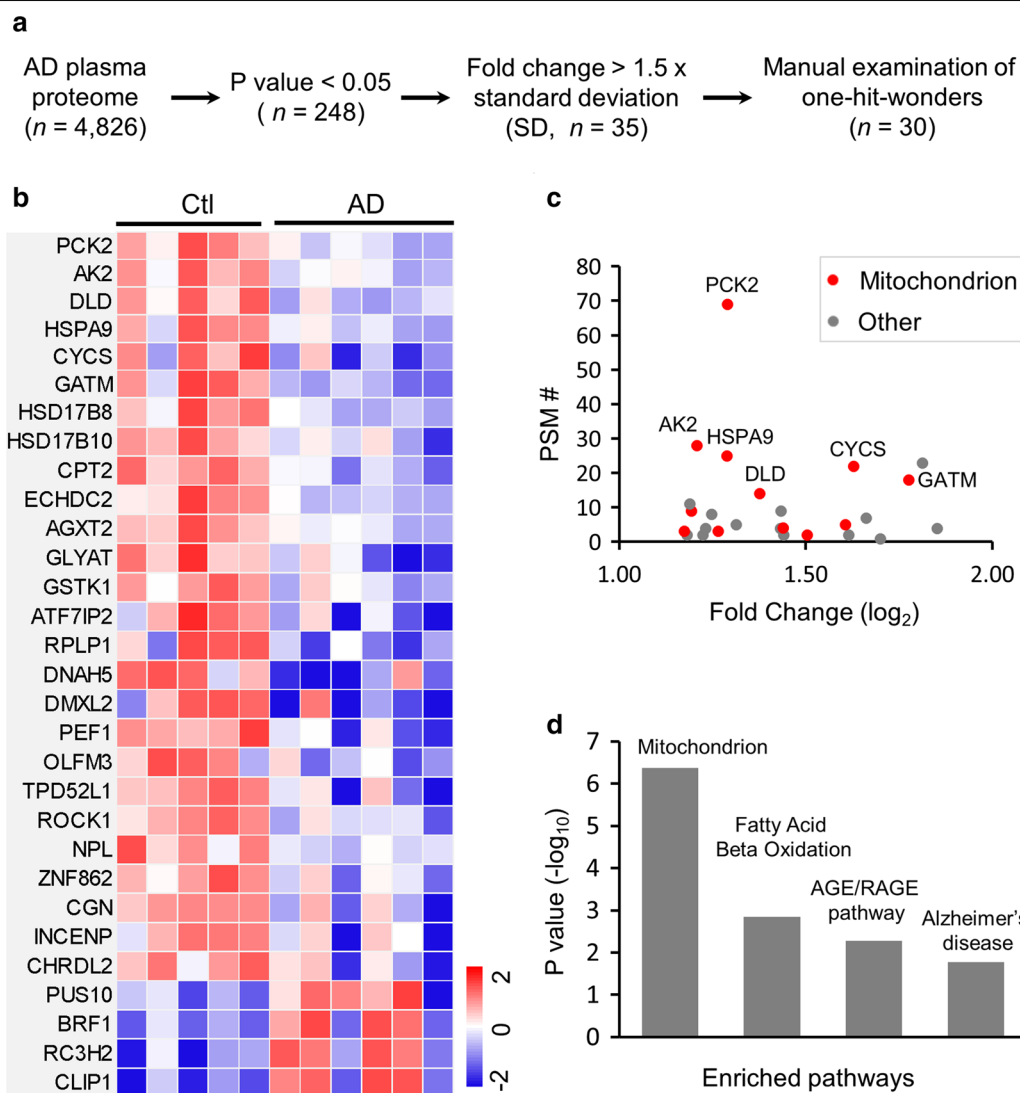 a
AD plasma
proteome
(n = 4,826)
P value < 0.05
( n = 248)
Fold change > 1.5 x
standard deviation
(SD, n = 35)
Manual examination of
one-hit-wonders
(n = 30)
b
Ctl
AD
PCK2
AK2
DLD
HSPA9
CYCS
GATM
HSD17B8
HSD17B10
CPT2
ECHDC2
AGXT2
GLYAT
GSTK1
ATF7IP2
RPLP1
DNAH5
DMXL2
PEF1
OLFM3
TPD52L1
ROCK1
NPL
ZNF862
CGN
INCENP
CHRDL2
PUS10
BRF1
RC3H2
CLIP1
2
0
-2
c
80
70
60
50
40
30
20
10
0
PSM #
1.00
1.50
2.00
Fold Change (log2)
PCK2
AK2
HSPA9
DLD
CYCS
GATM
Mitochondrion
Other
d
7
6
5
4
3
2
1
0
P value (-log10)
Mitochondrion
Fatty Acid
Beta Oxidation
AGE/RAGE
pathway
Alzheimer's
disease
Enriched pathways